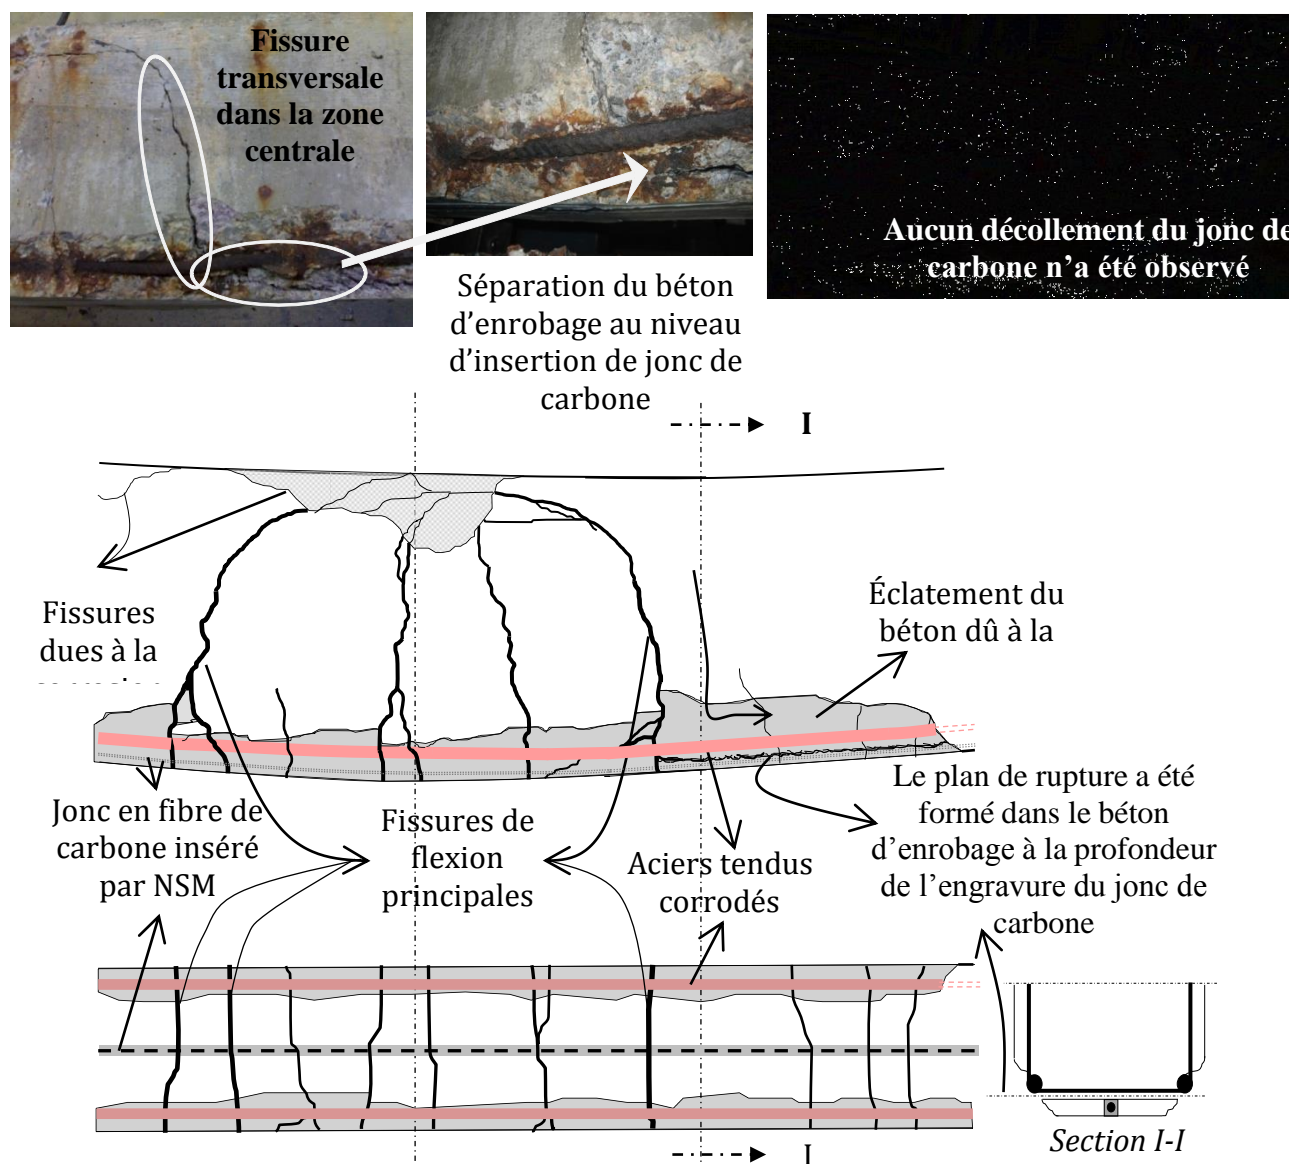 Fissure
transversale
dans la zone
centrale
Aucun décollement du jonc de
carbone n'a été observé
Séparation du béton
d'enrobage au niveau
d'insertion de jonc de
carbone
I
Fissures
dues à la
Éclatement du
béton dû à la
Jonc en fibre de
carbone inséré
par NSM
Fissures de
flexion
principales
Aciers tendus
corrodés
Le plan de rupture a été
formé dans le béton
d'enrobage à la profondeur
de l'engravure du jonc de
carbone
Section I-I
I